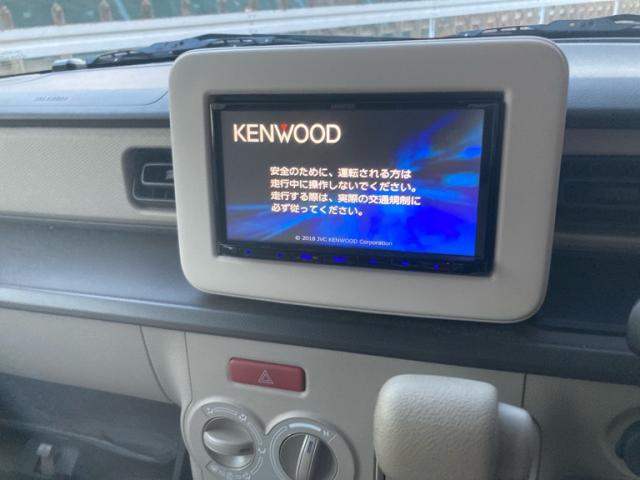 KENWOOD
安全のために、運転される方は
走行中に操作しないでください。
走行する際は、実際の交通規制に
必ず従ってください。
© 2018 JVC KENWOOD Corporation